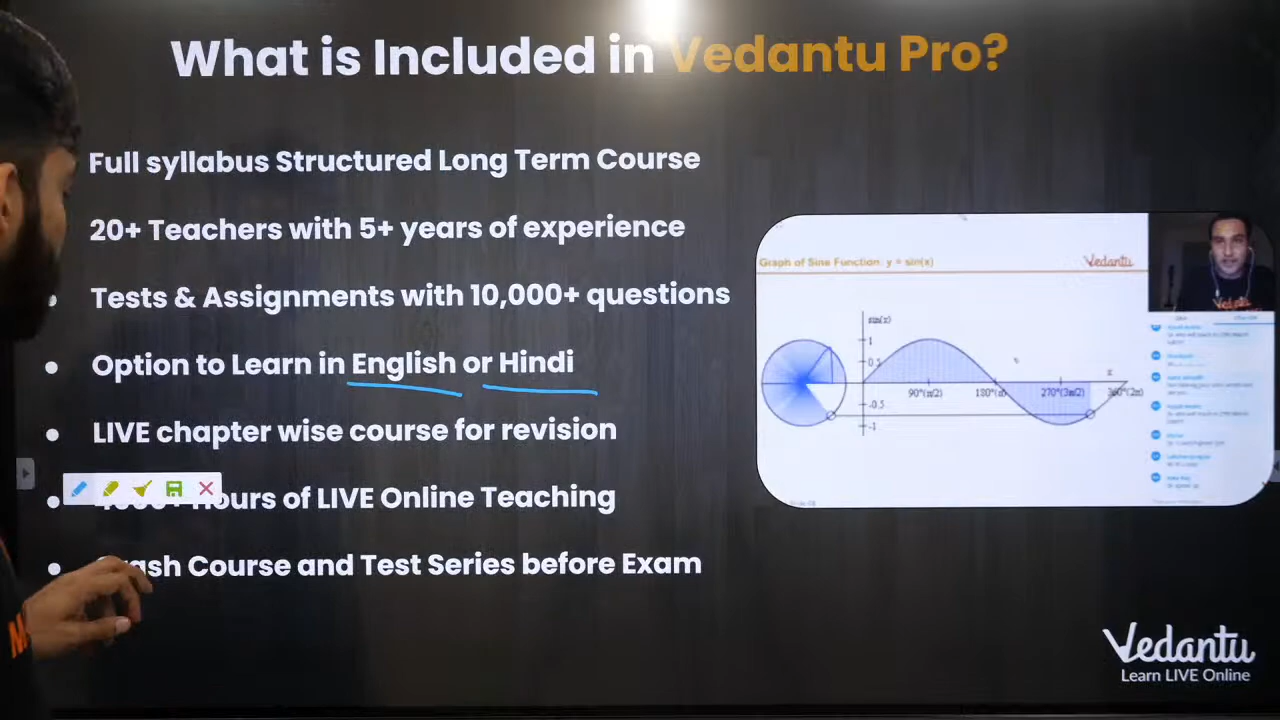 What is Included in Vedantu Pro?
Full syllabus Structured Long Term Course
20+ Teachers with 5+ years of experience
Tests & Assignments with 10,000+ questions
• Option to Learn in English or Hindi
• LIVE chapter wise course for revision
• Hours of LIVE Online Teaching
• Crash Course and Test Series before Exam
Graph of Sine Function y = sin(x)
Vedantu
sin(x)
1
0.5
x
90°(π/2) 180°(π) 270°(3π/2) 360°(2π)
-0.5
-1
Vedantu
Learn LIVE Online